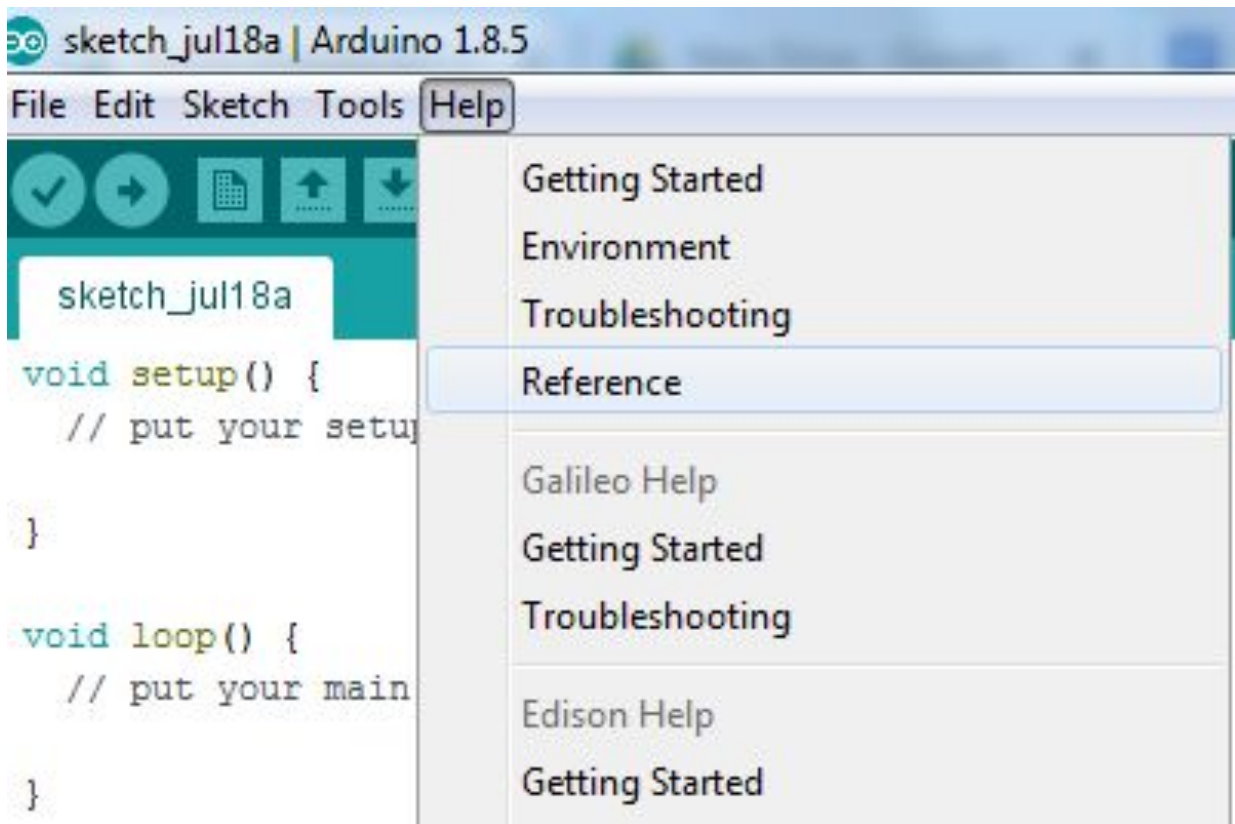 sketch_jul18a | Arduino 1.8.5
File Edit Sketch Tools Help
Getting Started
Environment
Troubleshooting
Reference
Galileo Help
Getting Started
Troubleshooting
Edison Help
Getting Started
sketch_jul18a
void setup() {
// put your setup
}
void loop() {
// put your main
}